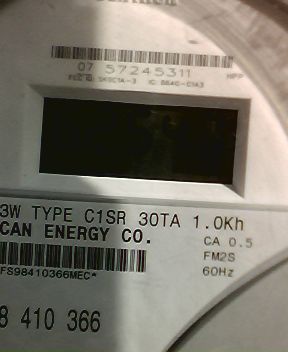 07 57245311
HPP
3W TYPE C1SR 30TA 1.0Kh
CAN ENERGY CO.
CA 0.5
FM2S
60Hz
FS98410366MEC*
8 410 366